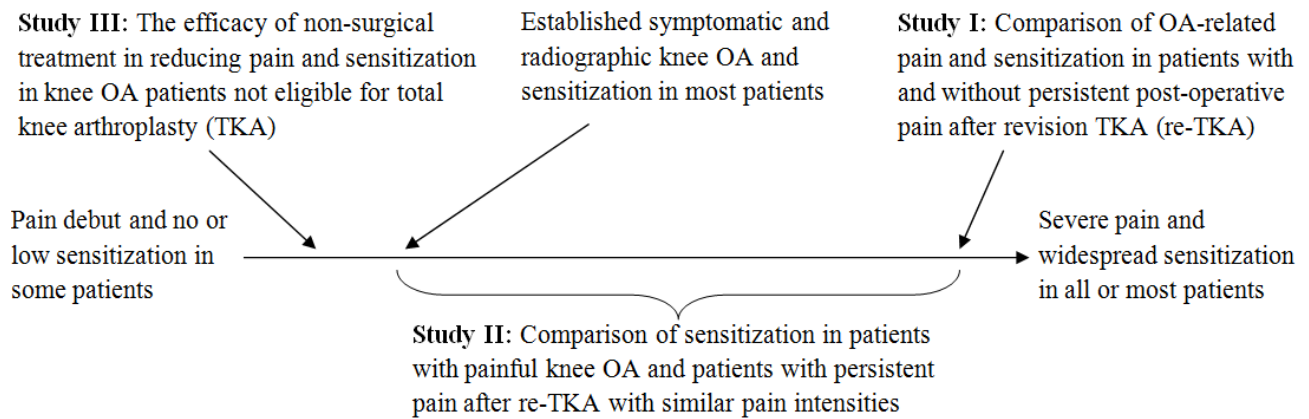 Study III: The efficacy of non-surgical
treatment in reducing pain and sensitization
in knee OA patients not eligible for total
knee arthroplasty (TKA)
Established symptomatic and
radiographic knee OA and
sensitization in most patients
Study I: Comparison of OA-related
pain and sensitization in patients with
and without persistent post-operative
pain after revision TKA (re-TKA)
Pain debut and no or
low sensitization in
some patients
Severe pain and
widespread sensitization
in all or most patients
Study II: Comparison of sensitization in patients
with painful knee OA and patients with persistent
pain after re-TKA with similar pain intensities